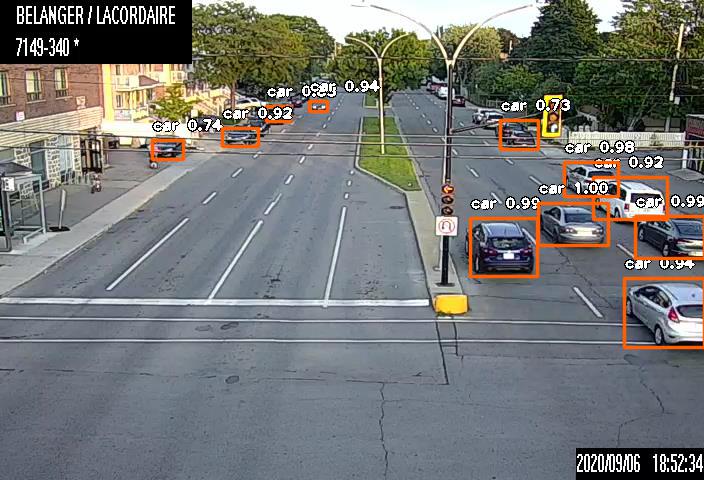 BELANGER / LACORDAIRE
7149-340 *
car 0.94
car 0.92
car 0.74
car 0.73
car 0.98
car 0.92
car 1.00
car 0.99
car 0.99
car 0.94
2020/09/06 18:52:34